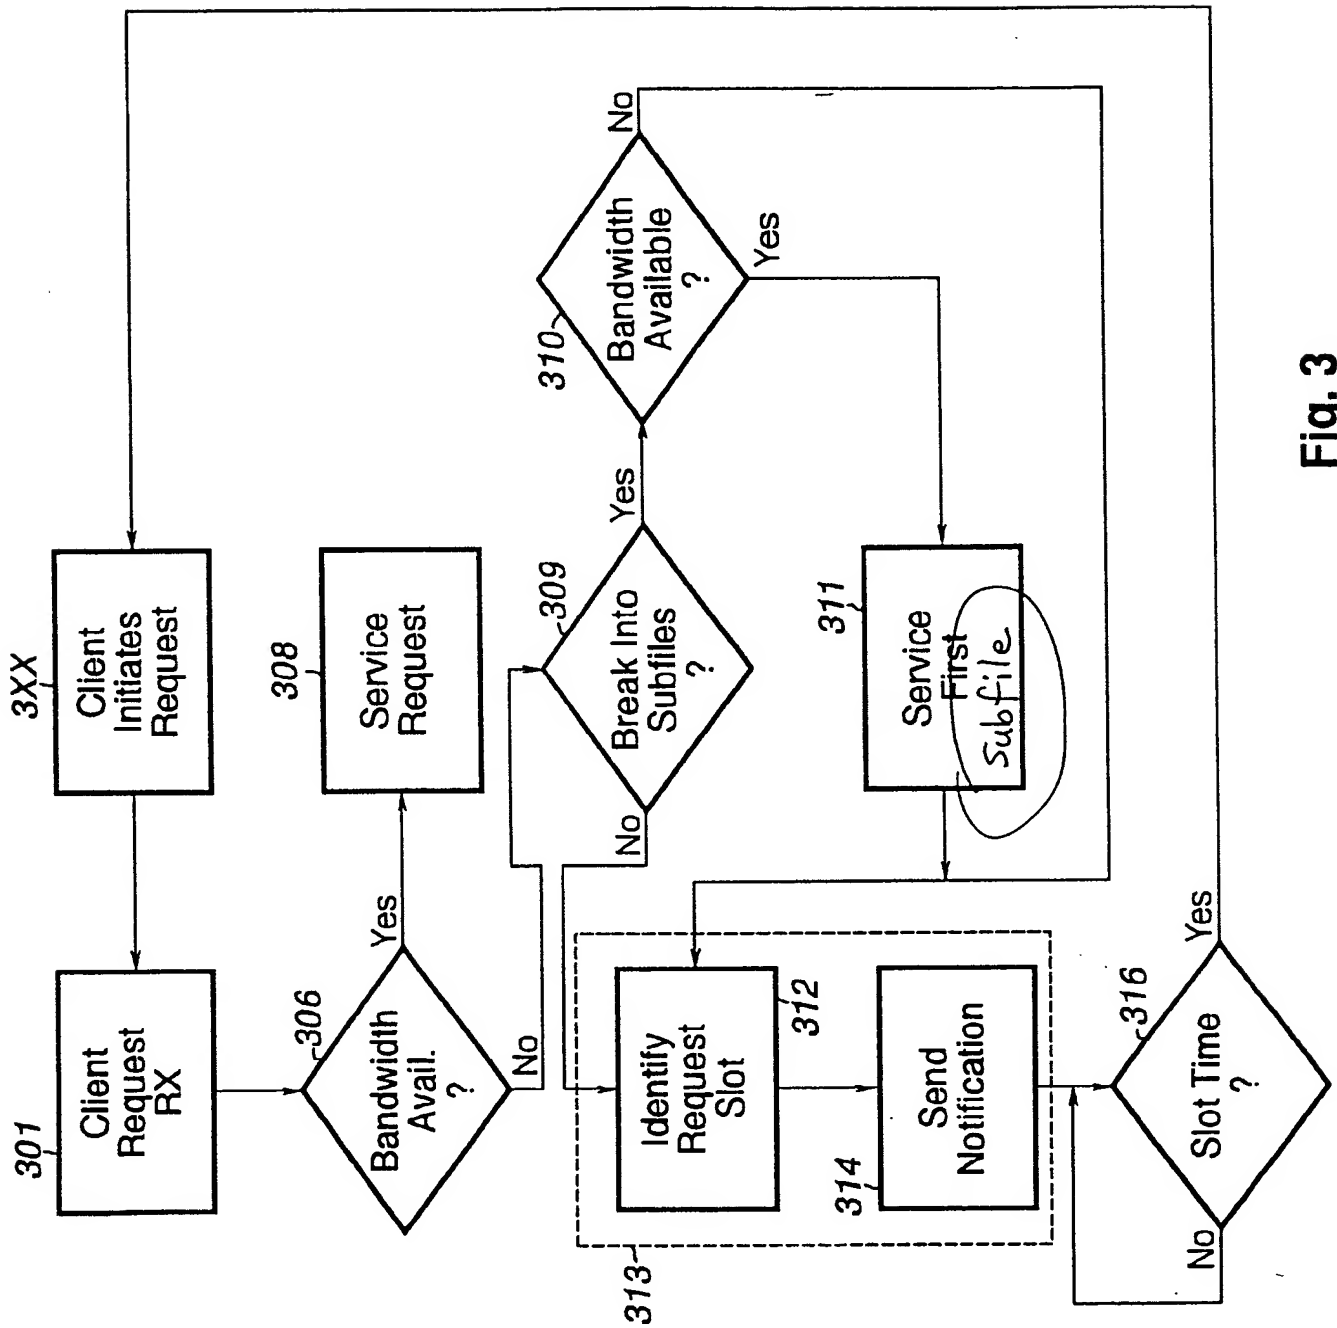 301
Client
Request
RX
3XX
Client
Initiates
Request
306
Bandwidth
Avail.
?
Yes
No
308
Service
Request
309
Break Into
Subfiles
?
Yes
No
310
Bandwidth
Available
?
No
Yes
311
Service
First
Subfile
313
Identify
Request
Slot
312
314
Send
Notification
316
Slot Time
?
Yes
No
Fig. 3